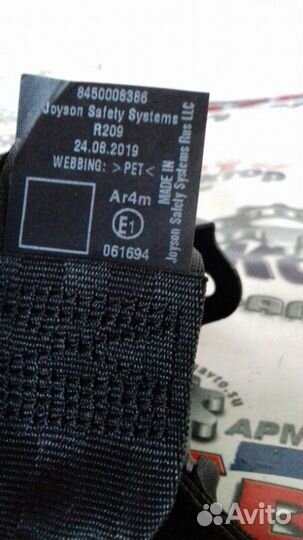 8450008386
Joyson Safety Systems
R209
24.08.2019
WEBBING: >PET<
Ar4m
E1
061694
MADE IN
Joyson Safety Systems Rus LLC
АРМ
Avito